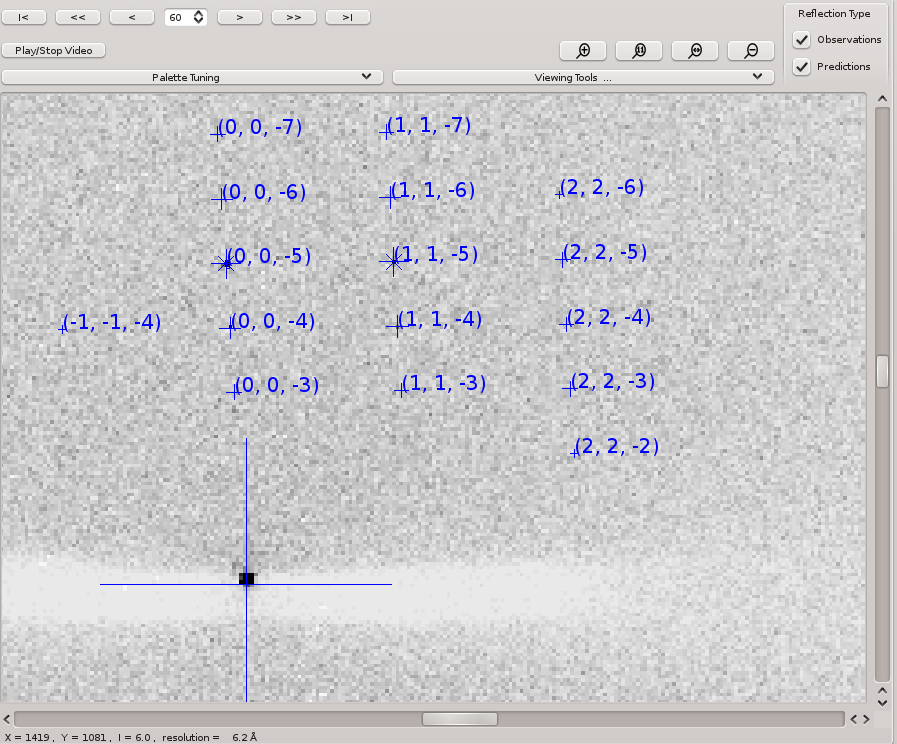 Reflection Type
|<
<<
<
60
>
>>
>|
Observations
Play/Stop Video
Predictions
Palette Tuning
Viewing Tools ...
(0, 0, -7)
(1, 1, -7)
(0, 0, -6)
(1, 1, -6)
(2, 2, -6)
(0, 0, -5)
(1, 1, -5)
(2, 2, -5)
(-1, -1, -4)
(0, 0, -4)
(1, 1, -4)
(2, 2, -4)
(0, 0, -3)
(1, 1, -3)
(2, 2, -3)
(2, 2, -2)
X = 1419 , Y = 1081 , I = 6.0 , resolution = 6.2 Å